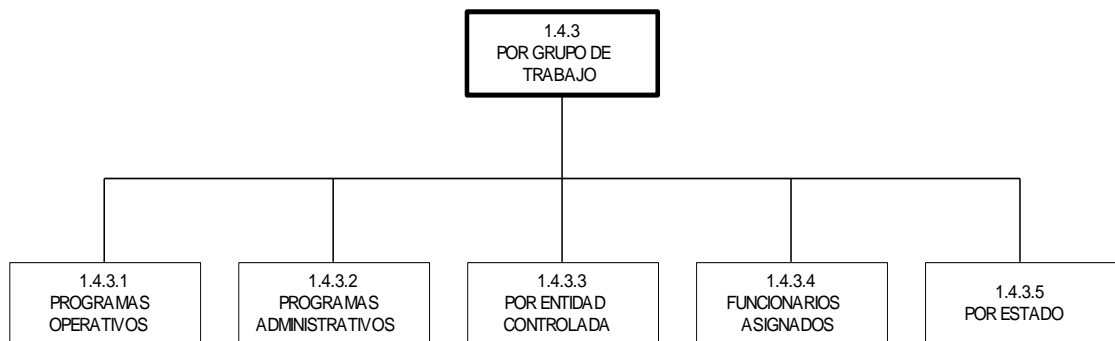 1.4.3
POR GRUPO DE
TRABAJO
1.4.3.1
PROGRAMAS
OPERATIVOS
1.4.3.2
PROGRAMAS
ADMINISTRATIVOS
1.4.3.3
POR ENTIDAD
CONTROLADA
1.4.3.4
FUNCIONARIOS
ASIGNADOS
1.4.3.5
POR ESTADO